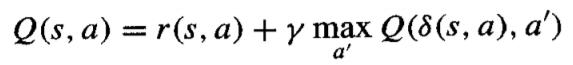 Q(s, a) = r(s, a) + γ max Q(δ(s, a), a′)
a′